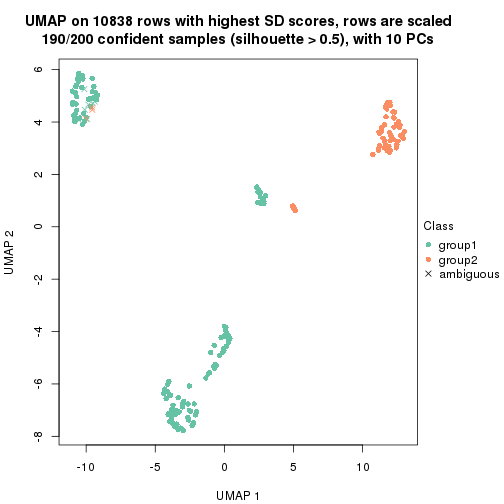 UMAP on 10838 rows with highest SD scores, rows are scaled
190/200 confident samples (silhouette > 0.5), with 10 PCs
6
4
2
0
-2
-4
-6
-8
UMAP 2
-10
-5
0
5
10
UMAP 1
Class
group1
group2
ambiguous